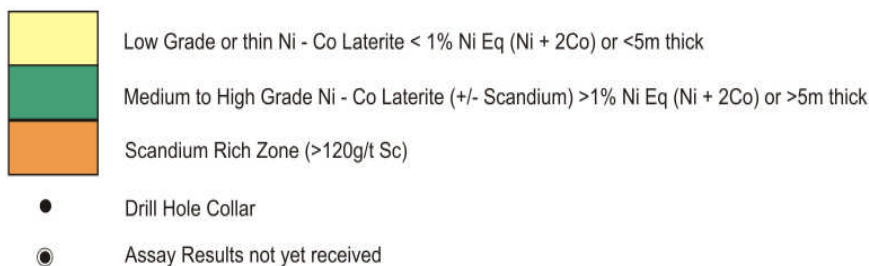 Low Grade or thin Ni - Co Laterite < 1% Ni Eq (Ni + 2Co) or <5m thick
Medium to High Grade Ni - Co Laterite (+/- Scandium) >1% Ni Eq (Ni + 2Co) or >5m thick
Scandium Rich Zone (>120g/t Sc)
Drill Hole Collar
Assay Results not yet received